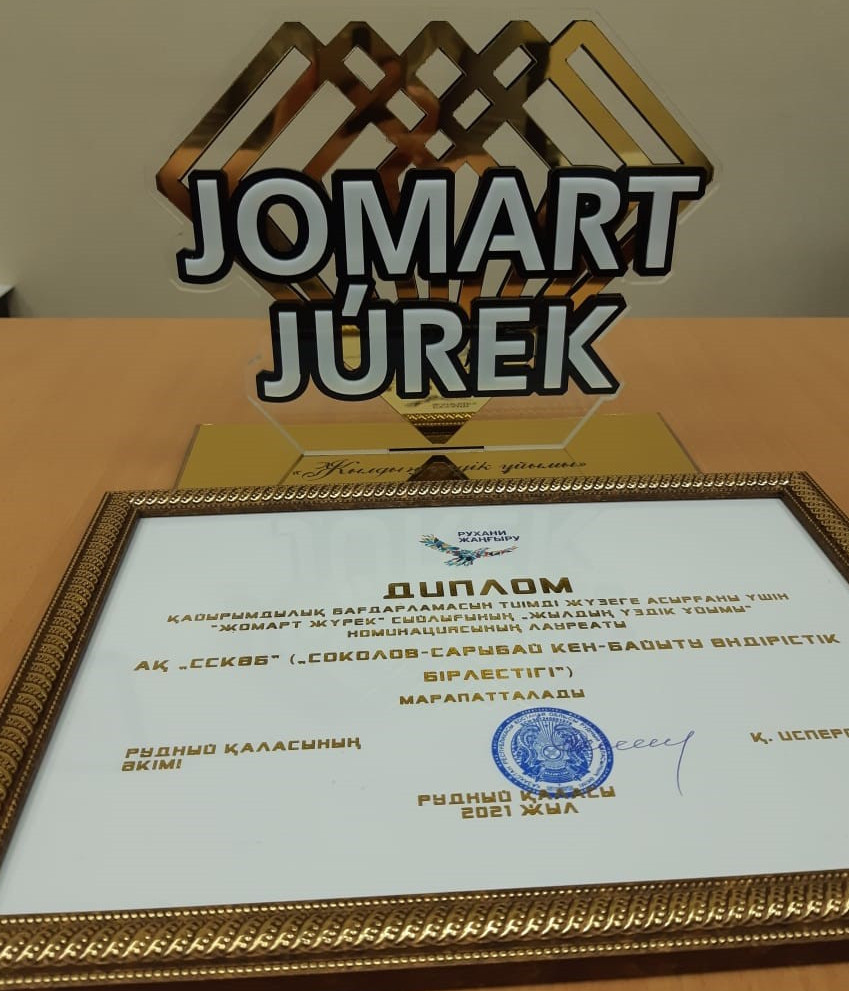 JOMART
JÚREK
РУХАНИ
ЖАҢҒЫРУ
ДИПЛОМ
ҚАЙЫРЫМДЫЛЫҚ БАҒДАРЛАМАСЫН ТИІМДІ ЖҮЗЕГЕ АСЫРҒАНЫ ҮШІН
"ЖОМАРТ ЖҮРЕК" СЫЙЛЫҒЫНЫҢ „ЖЫЛДЫҢ ҮЗДІК ҰЙЫМЫ"
НОМИНАЦИЯСЫНЫҢ ЛАУРЕАТЫ
АҚ „ССКӨБ" („СОКОЛОВ-САРЫБАЙ КЕН-БАЙЫТУ ӨНДІРІСТІК
БІРЛЕСТІГІ")
МАРАПАТТАЛАДЫ
РУДНЫЙ ҚАЛАСЫНЫҢ
ӘКІМІ
Қ. ИСПЕР
РУДНЫЙ ҚАЛАСЫ
2021 ЖЫЛ